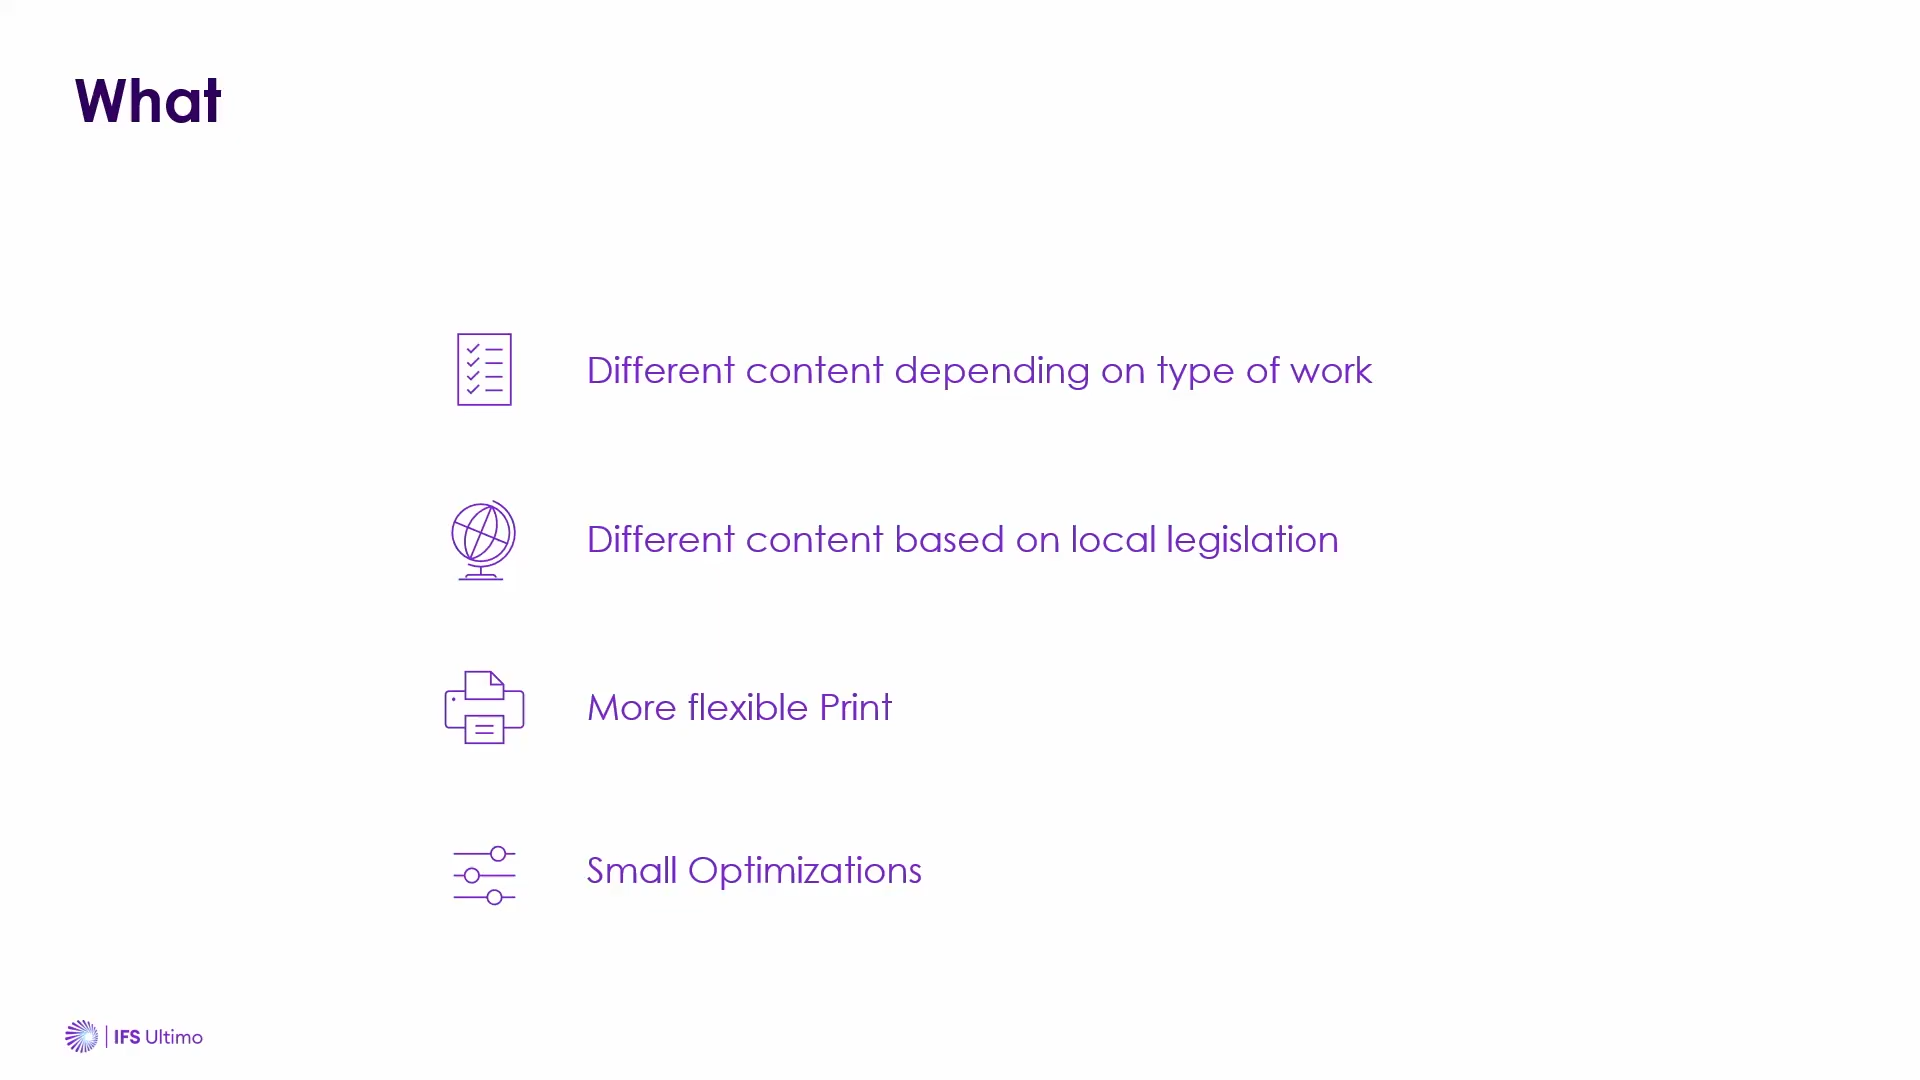 What
Different content depending on type of work
Different content based on local legislation
More flexible Print
Small Optimizations
IFS Ultimo